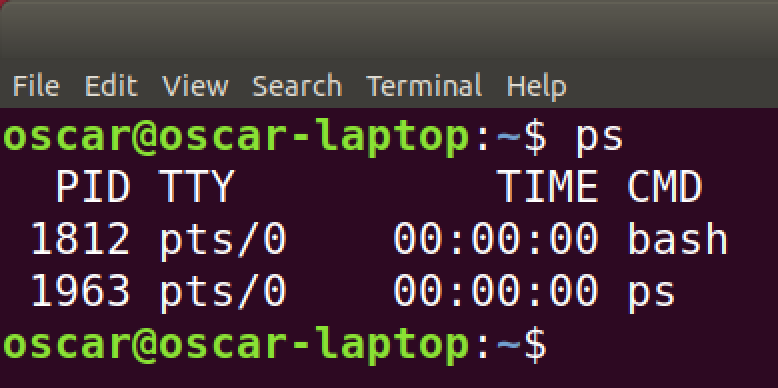 File Edit View Search Terminal Help
oscar@oscar-laptop:~$ ps
  PID TTY          TIME CMD
 1812 pts/0    00:00:00 bash
 1963 pts/0    00:00:00 ps
oscar@oscar-laptop:~$